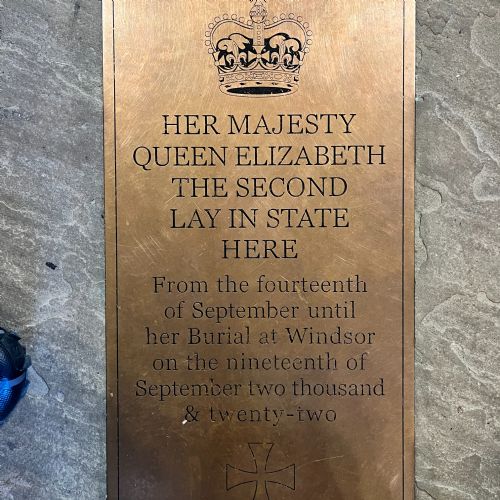 HER MAJESTY
QUEEN ELIZABETH
THE SECOND
LAY IN STATE
HERE
From the fourteenth
of September until
her Burial at Windsor
on the nineteenth of
September two thousand
& twenty-two